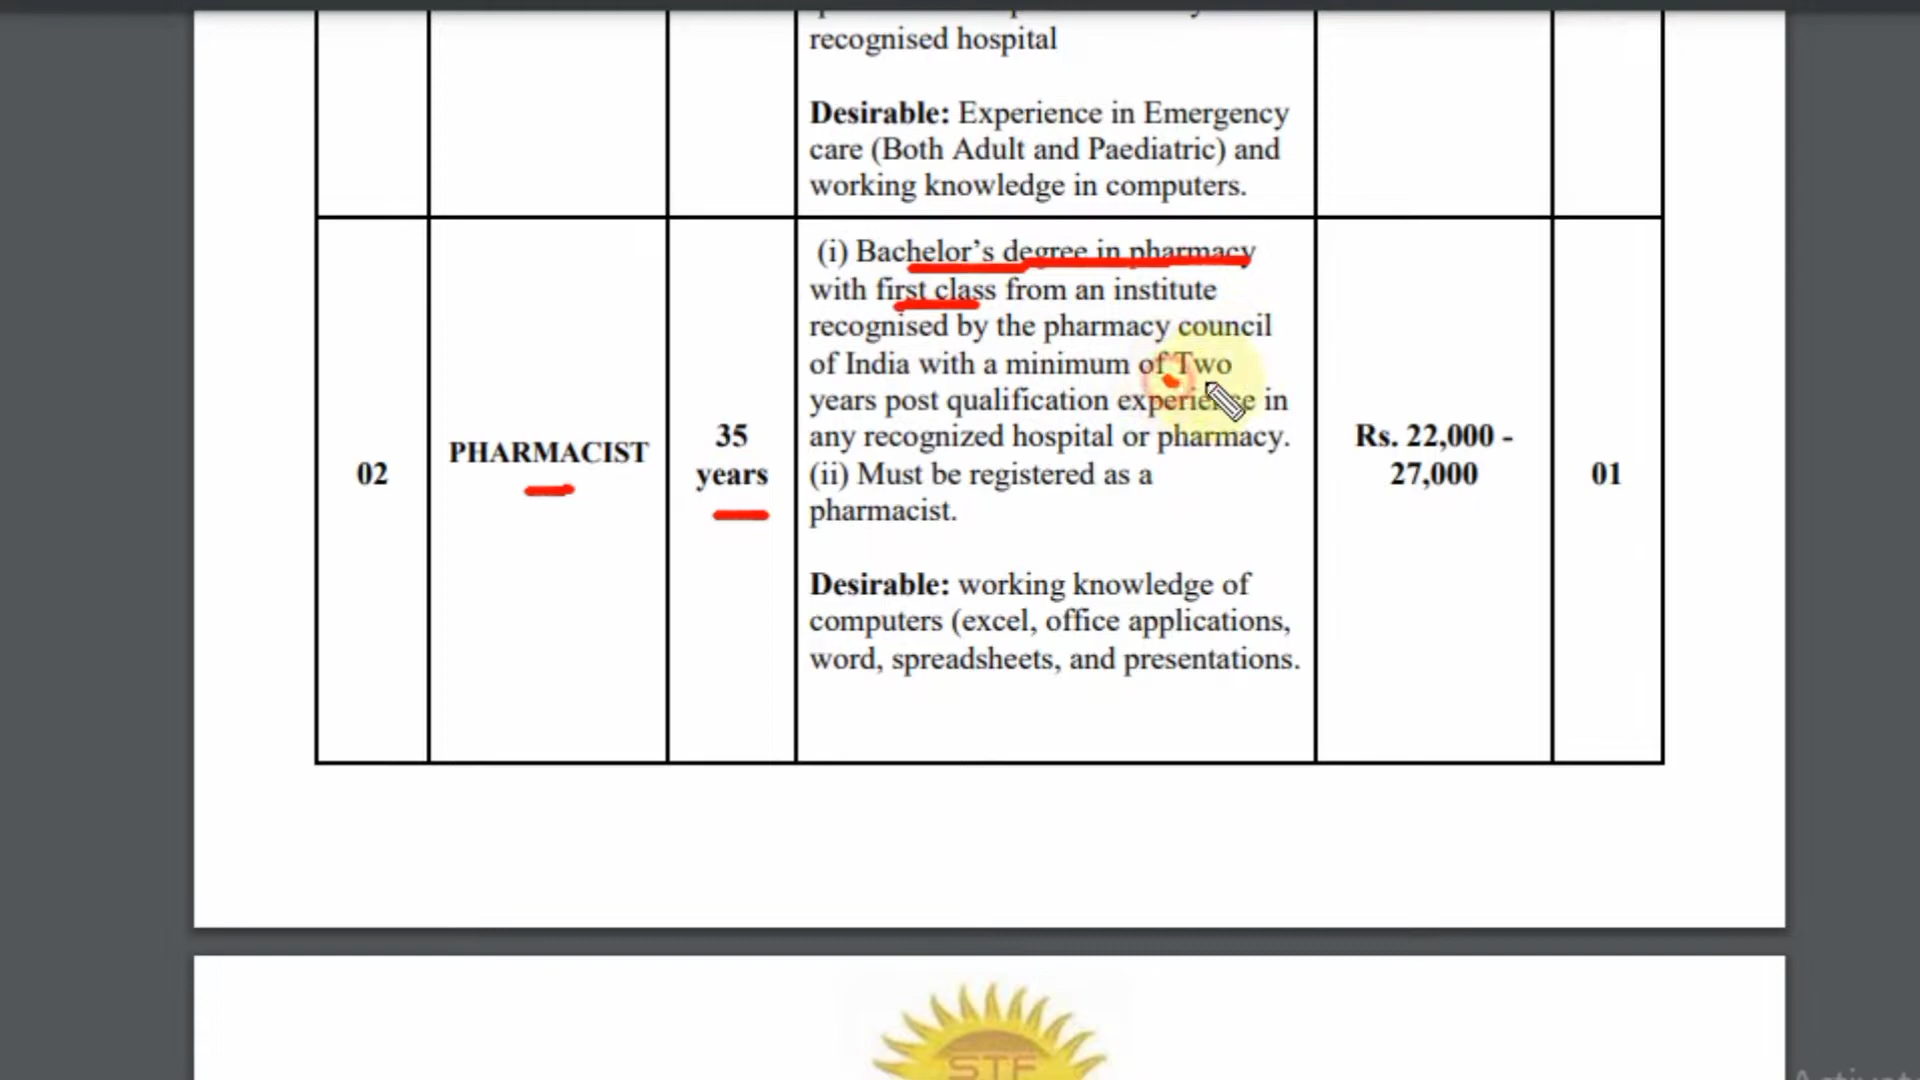 recognised hospital
Desirable: Experience in Emergency
care (Both Adult and Paediatric) and
working knowledge in computers.
02
PHARMACIST
35
years
(i) Bachelor’s degree in pharmacy
with first class from an institute
recognised by the pharmacy council
of India with a minimum of Two
years post qualification experience in
any recognized hospital or pharmacy.
(ii) Must be registered as a
pharmacist.
Desirable: working knowledge of
computers (excel, office applications,
word, spreadsheets, and presentations.
Rs. 22,000 -
27,000
01